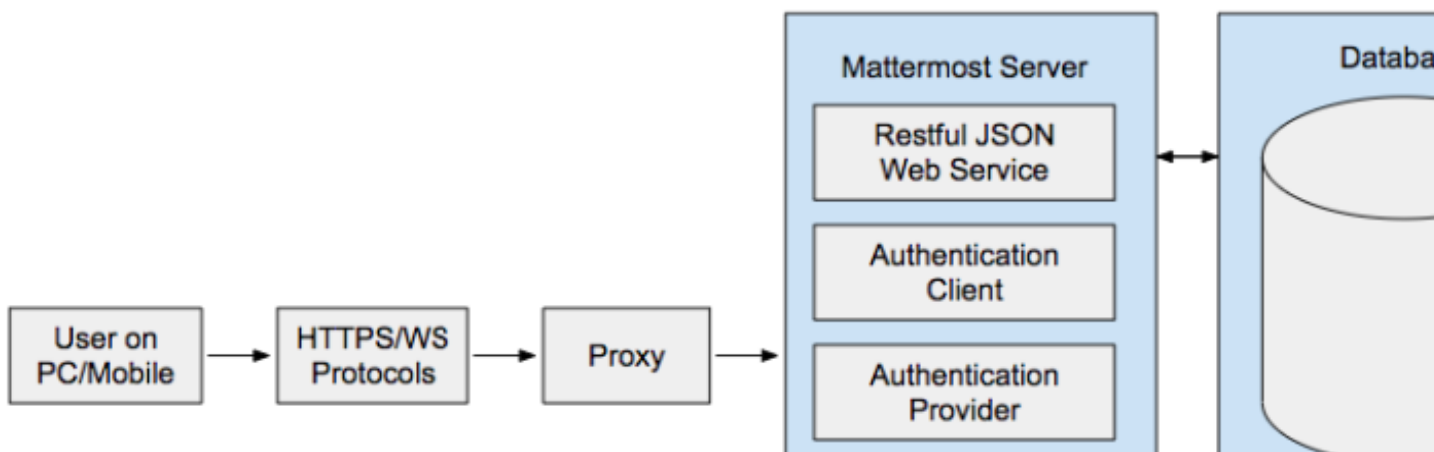 Mattermost Server
Restful JSON
Web Service
Authentication
Client
Authentication
Provider
User on
PC/Mobile
HTTPS/WS
Protocols
Proxy